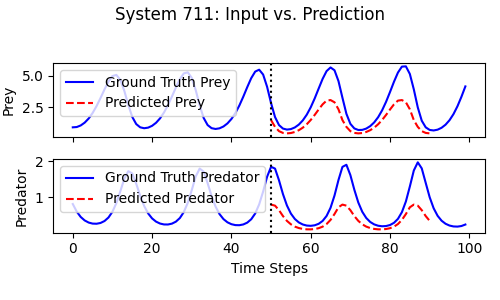 System 711: Input vs. Prediction
5.0
2.5
Prey
Ground Truth Prey
Predicted Prey
2
1
Predator
Ground Truth Predator
Predicted Predator
0 20 40 60 80 100
Time Steps